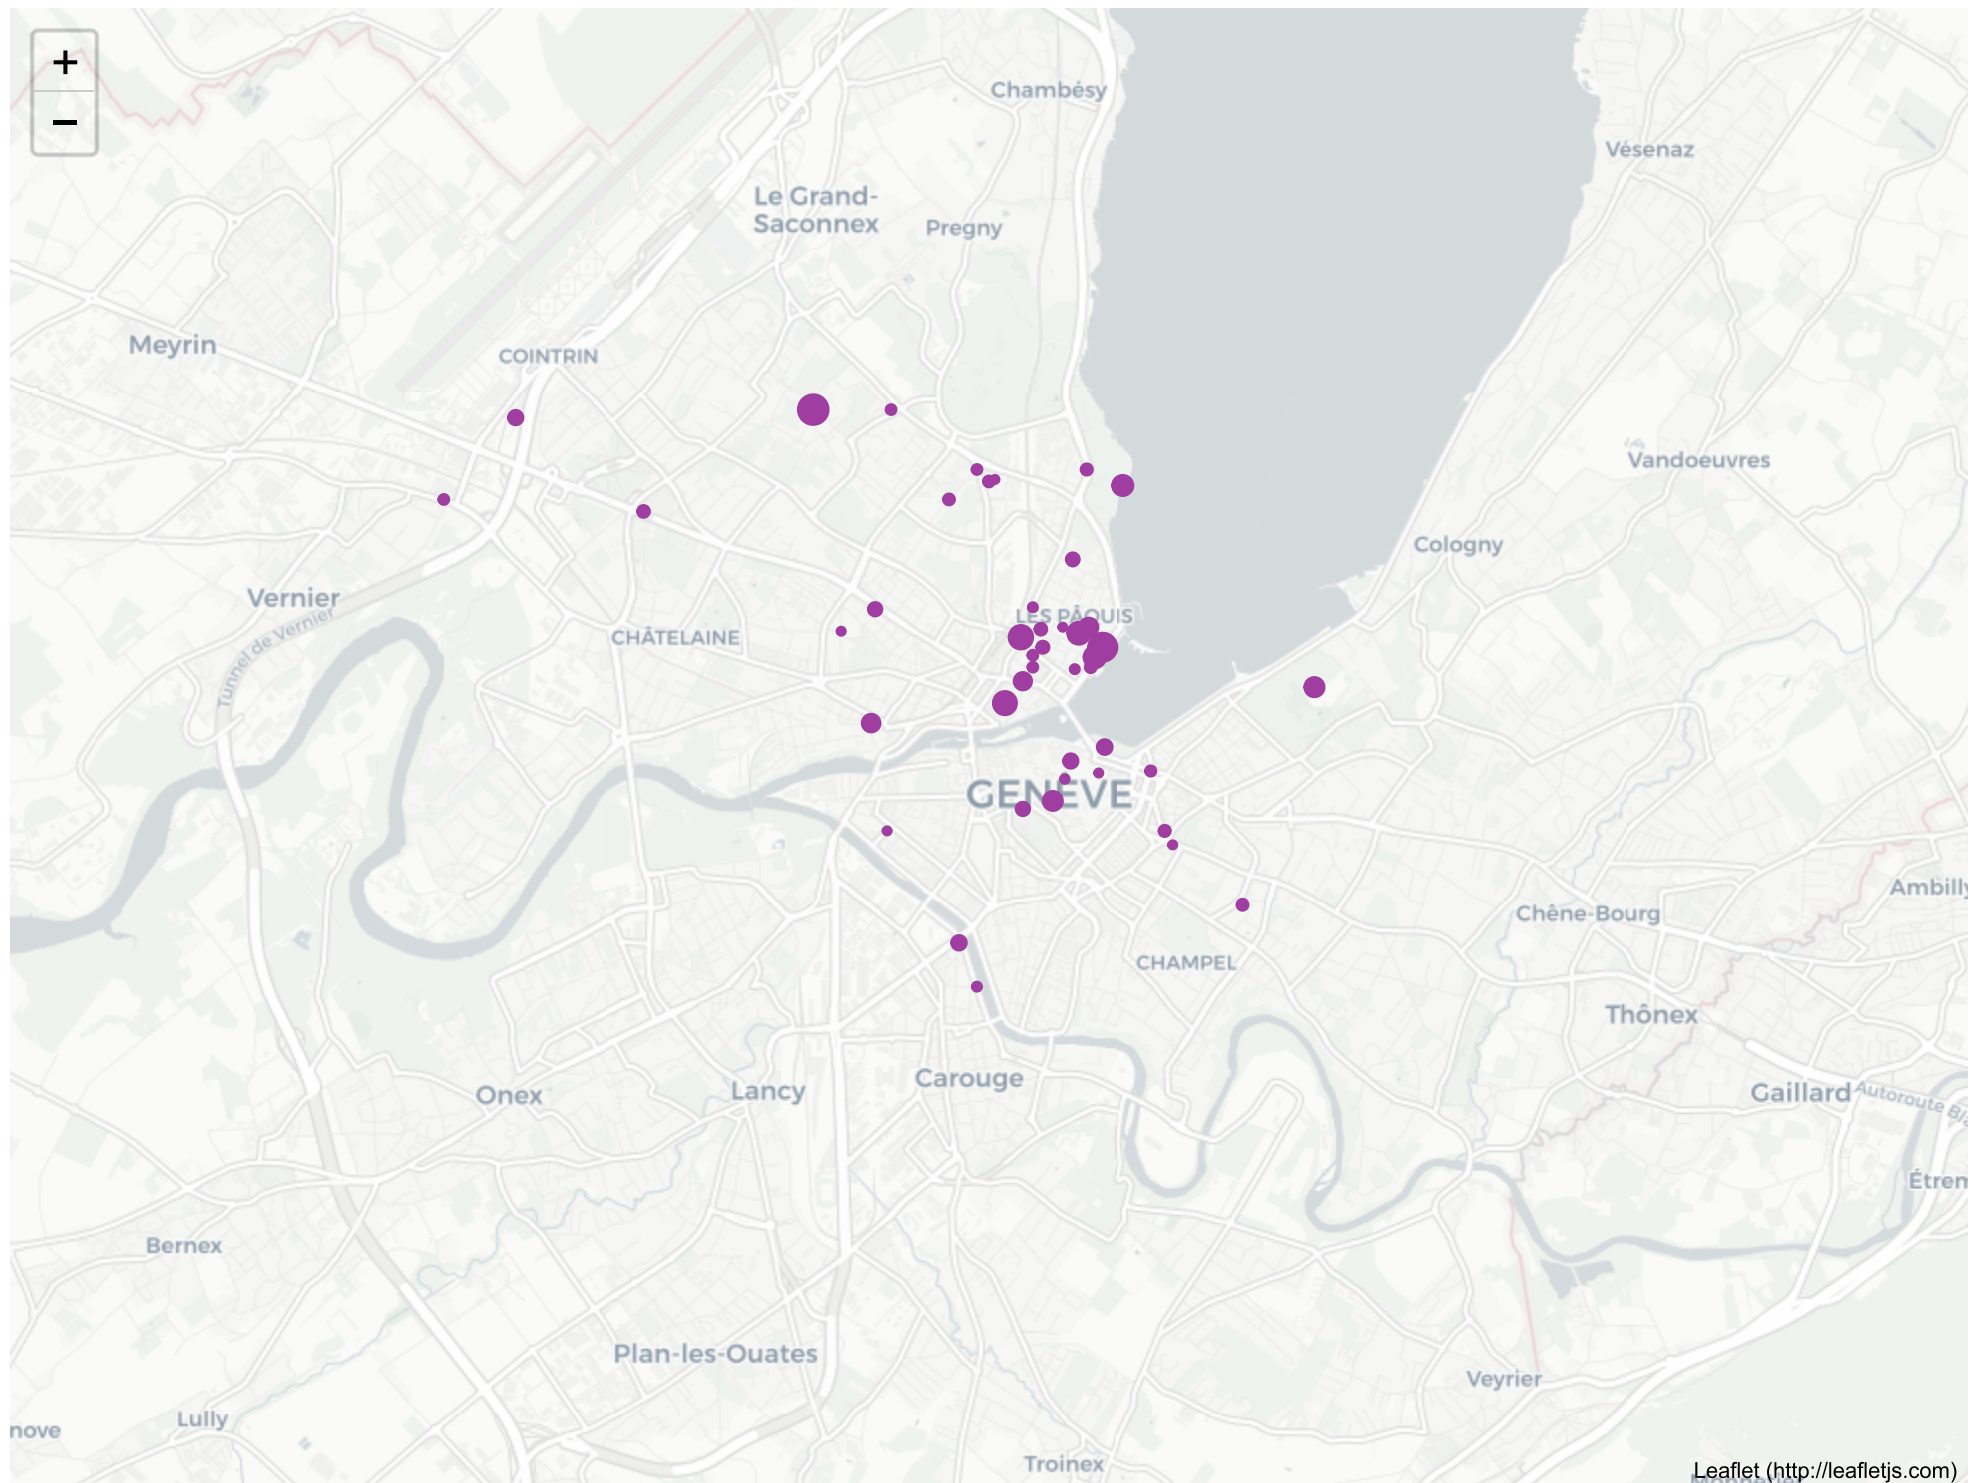 +
−
Chambésy
Vésenaz
Le Grand-
Saconnex
Pregny
Meyrin
COINTRIN
Vandoeuvres
Cologny
Vernier
Tunnel de Vernier
CHÂTELAINE
LES PÂQUIS
GENÈVE
Ambilly
Chêne-Bourg
CHAMPEL
Thônex
Onex
Lancy
Carouge
Gaillard
Autoroute Bla
Étrem
Bernex
Plan-les-Ouates
Veyrier
Lully
nove
Troinex
Leaflet (http://leafletjs.com)